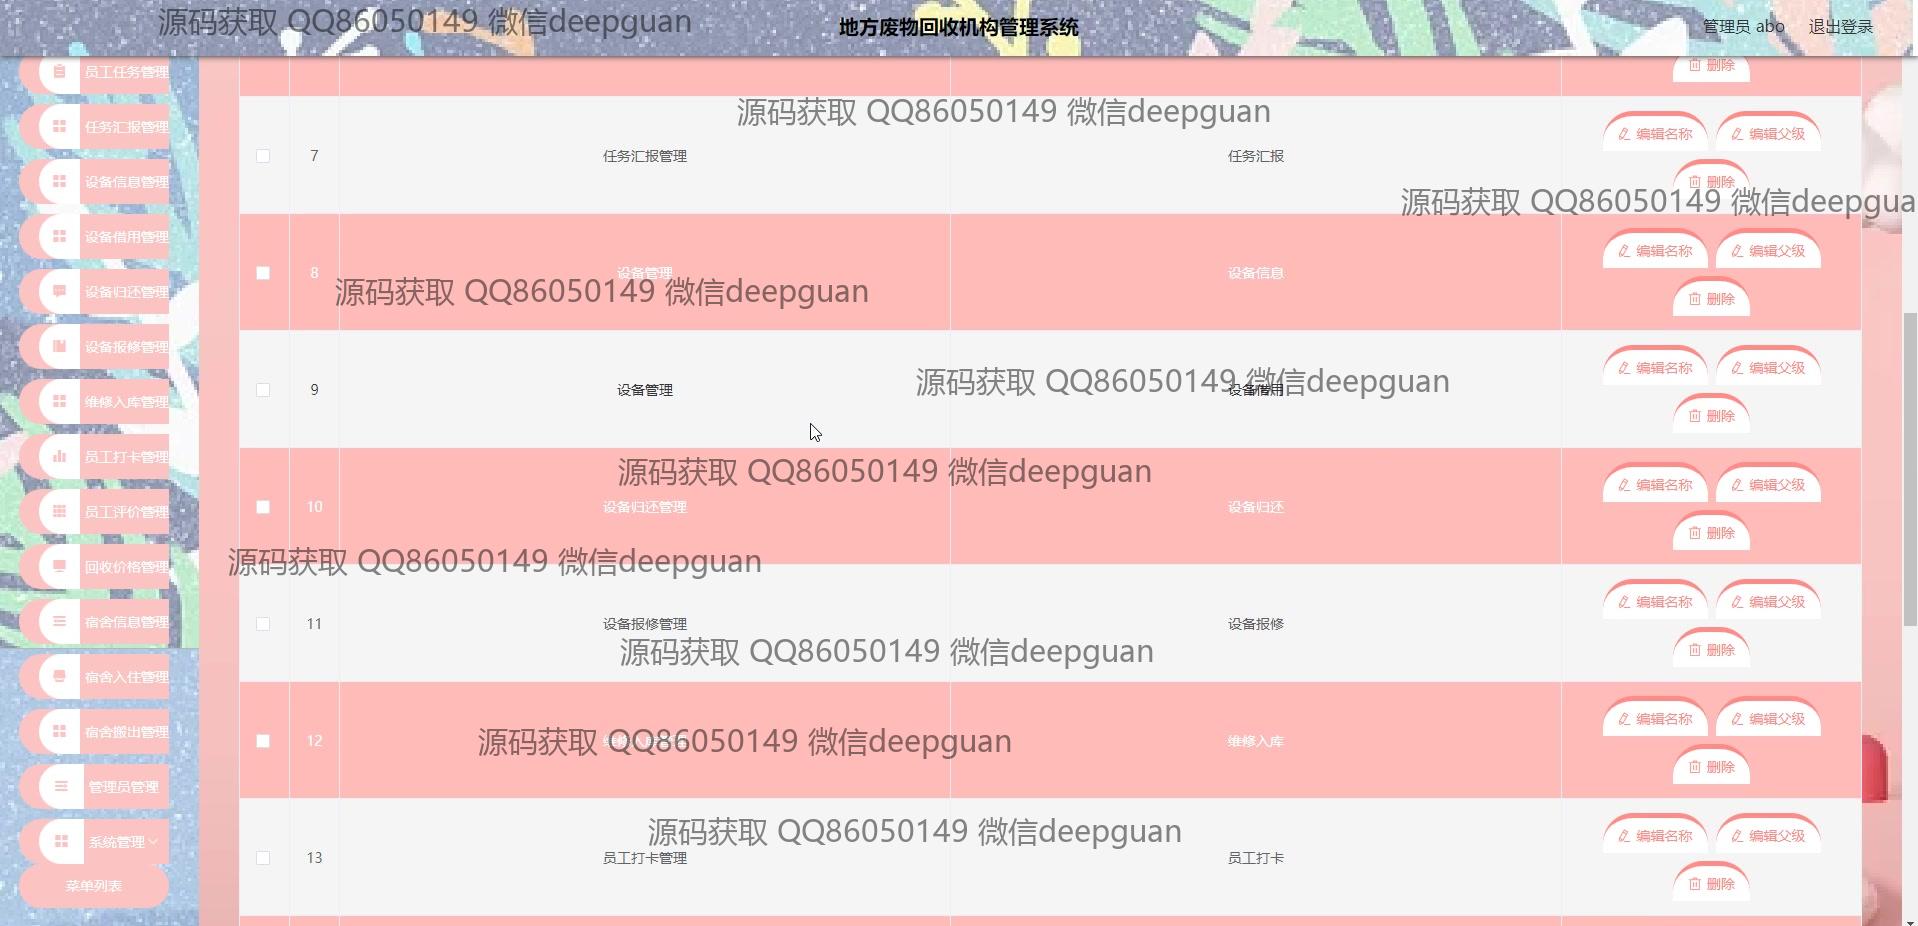 源码获取 QQ86050149 微信deepguan
地方废物回收机构管理系统
管理员 abo
退出登录
员工任务管理
任务汇报管理
设备信息管理
设备借用管理
设备归还管理
设备报修管理
维修入库管理
员工打卡管理
员工评价管理
回收价格管理
宿舍信息管理
宿舍入住管理
宿舍搬出管理
管理员管理
系统管理
菜单列表
删除
源码获取 QQ86050149 微信deepguan
7 任务汇报管理 任务汇报 编辑名称 编辑父级
删除
源码获取 QQ86050149 微信deepgua
8 设备管理 设备信息 编辑名称 编辑父级
源码获取 QQ86050149 微信deepguan
删除
9 设备管理 设备借用 编辑名称 编辑父级
源码获取 QQ86050149 微信deepguan
删除
源码获取 QQ86050149 微信deepguan
10 设备归还管理 设备归还 编辑名称 编辑父级
删除
源码获取 QQ86050149 微信deepguan
11 设备报修管理 设备报修 编辑名称 编辑父级
源码获取 QQ86050149 微信deepguan
删除
12 维修入库管理 维修入库 编辑名称 编辑父级
源码获取 QQ86050149 微信deepguan
删除
源码获取 QQ86050149 微信deepguan
13 员工打卡管理 员工打卡 编辑名称 编辑父级
删除